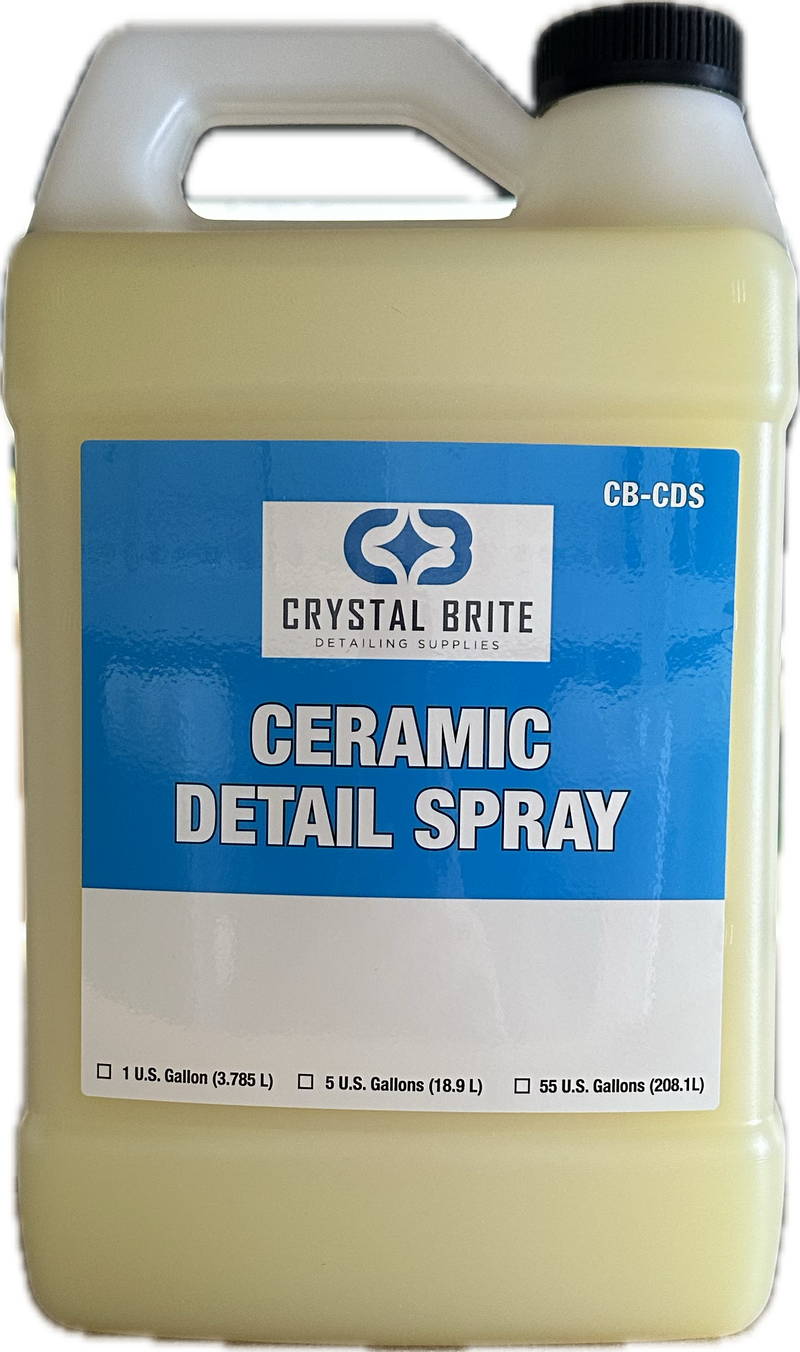 CB-CDS
CB
CRYSTAL BRITE
DETAILING SUPPLIES
CERAMIC
DETAIL SPRAY
☐ 1 U.S. Gallon (3.785 L) ☐ 5 U.S. Gallons (18.9 L) ☐ 55 U.S. Gallons (208.1L)